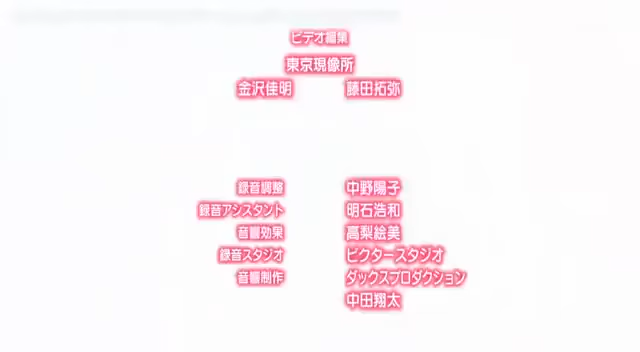 ビデオ編集
東京現像所
金沢佳明 藤田拓弥
録音調整 中野陽子
録音アシスタント 明石浩和
音響効果 高梨絵美
録音スタジオ ビクタースタジオ
音響制作 ダックスプロダクション
中田翔太